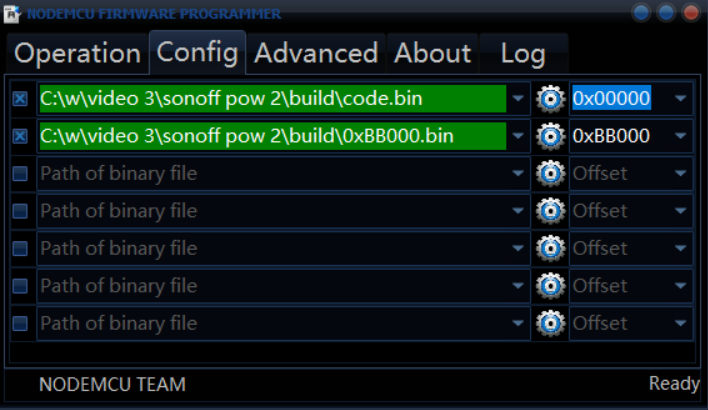 NODEMCU FIRMWARE PROGRAMMER
Operation Config Advanced About Log
C:\w\video 3\sonoff pow 2\build\code.bin 0x00000
C:\w\video 3\sonoff pow 2\build\0xBB000.bin 0xBB000
Path of binary file Offset
Path of binary file Offset
Path of binary file Offset
Path of binary file Offset
Path of binary file Offset
NODEMCU TEAM Ready